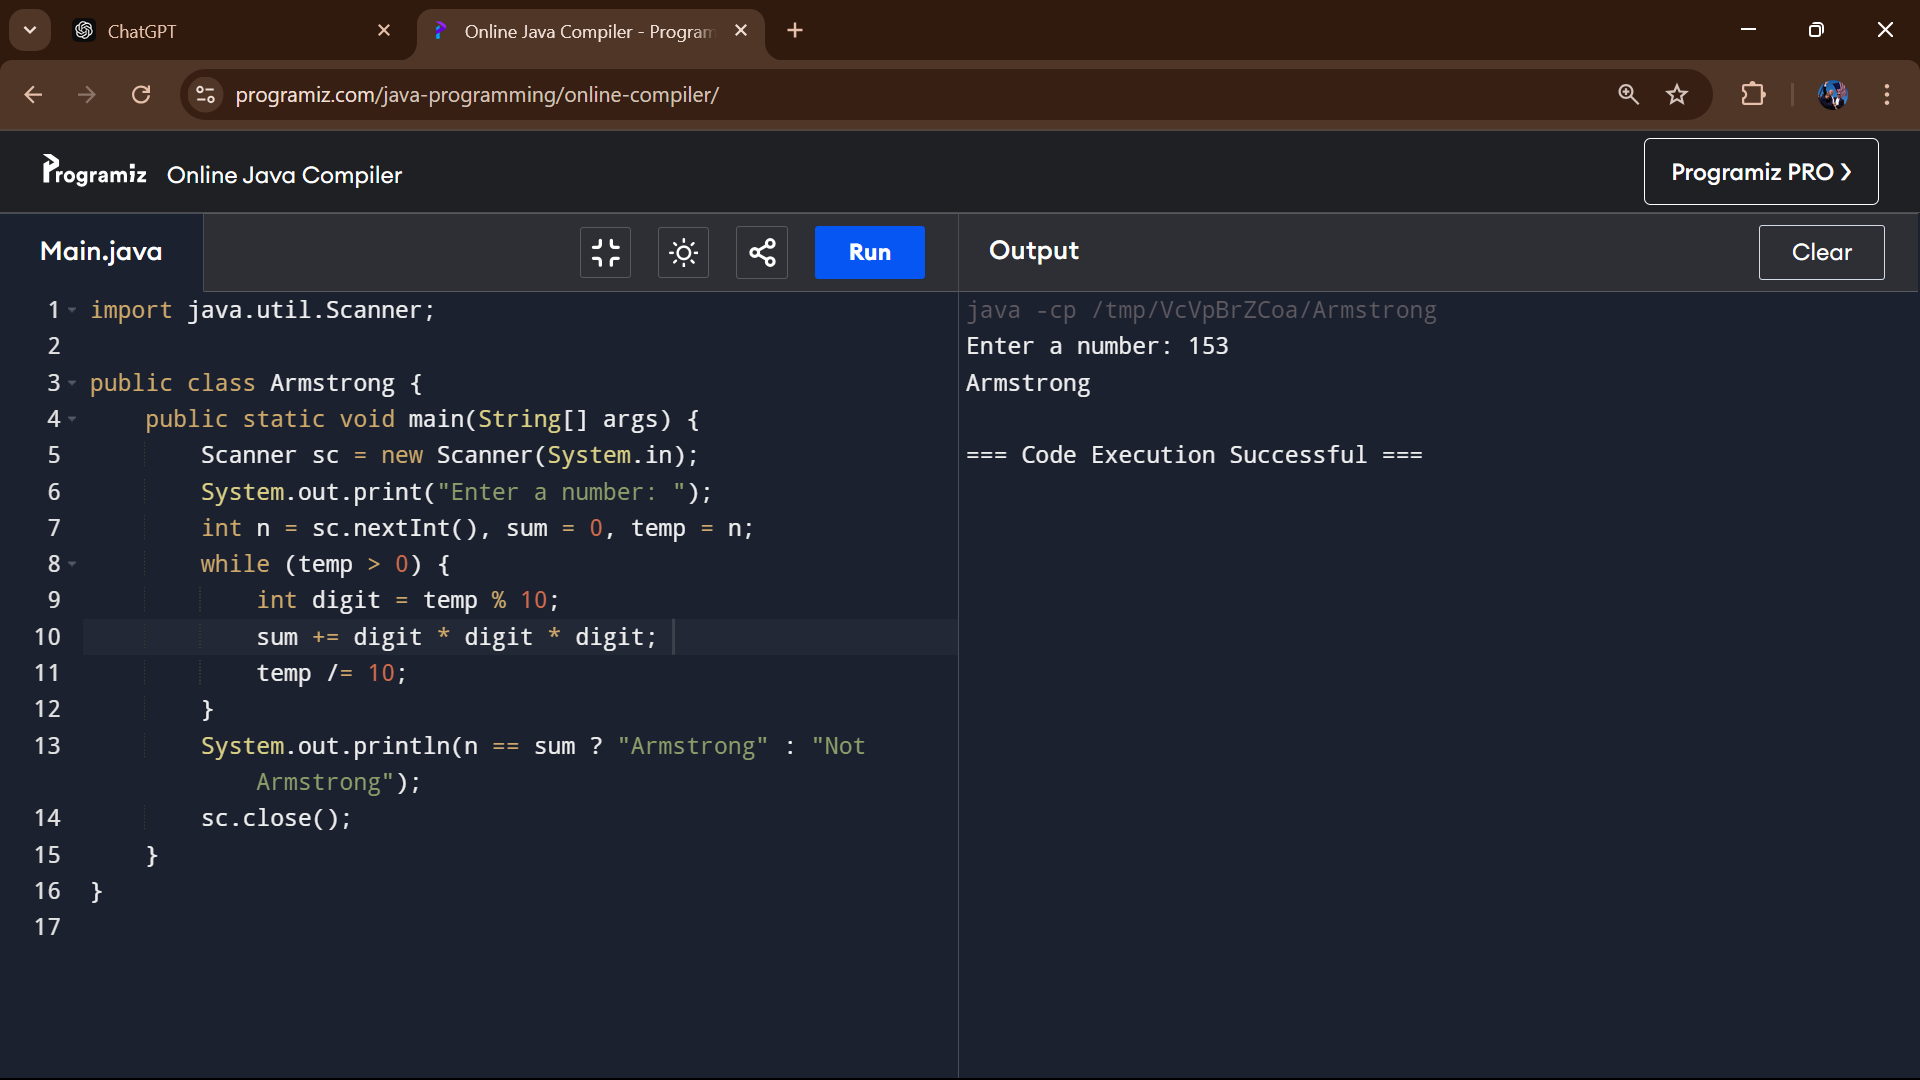 ChatGPT
Online Java Compiler - Program
programiz.com/java-programming/online-compiler/
Programiz Online Java Compiler
Programiz PRO ❯
Main.java
Run
Output
Clear
1 import java.util.Scanner;
2
3 public class Armstrong {
4     public static void main(String[] args) {
5         Scanner sc = new Scanner(System.in);
6         System.out.print("Enter a number: ");
7         int n = sc.nextInt(), sum = 0, temp = n;
8         while (temp > 0) {
9             int digit = temp % 10;
10             sum += digit * digit * digit;
11             temp /= 10;
12         }
13         System.out.println(n == sum ? "Armstrong" : "Not
            Armstrong");
14         sc.close();
15     }
16 }
17
java -cp /tmp/VcVpBrZCoa/Armstrong
Enter a number: 153
Armstrong
=== Code Execution Successful ===